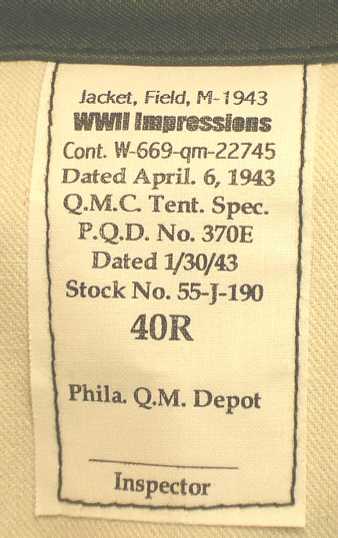 Jacket, Field, M-1943
WWII Impressions
Cont. W-669-qm-22745
Dated April. 6, 1943
Q.M.C. Tent. Spec.
P.Q.D. No. 370E
Dated 1/30/43
Stock No. 55-J-190
40R
Phila. Q.M. Depot
Inspector